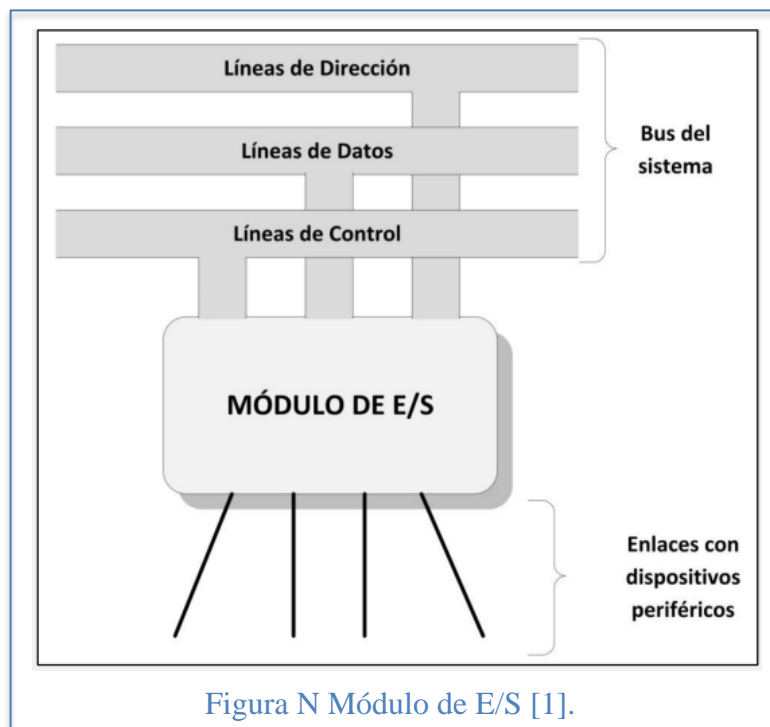 Líneas de Dirección
Líneas de Datos
Líneas de Control
Bus del
sistema
MÓDULO DE E/S
Enlaces con
dispositivos
periféricos
Figura N Módulo de E/S [1].